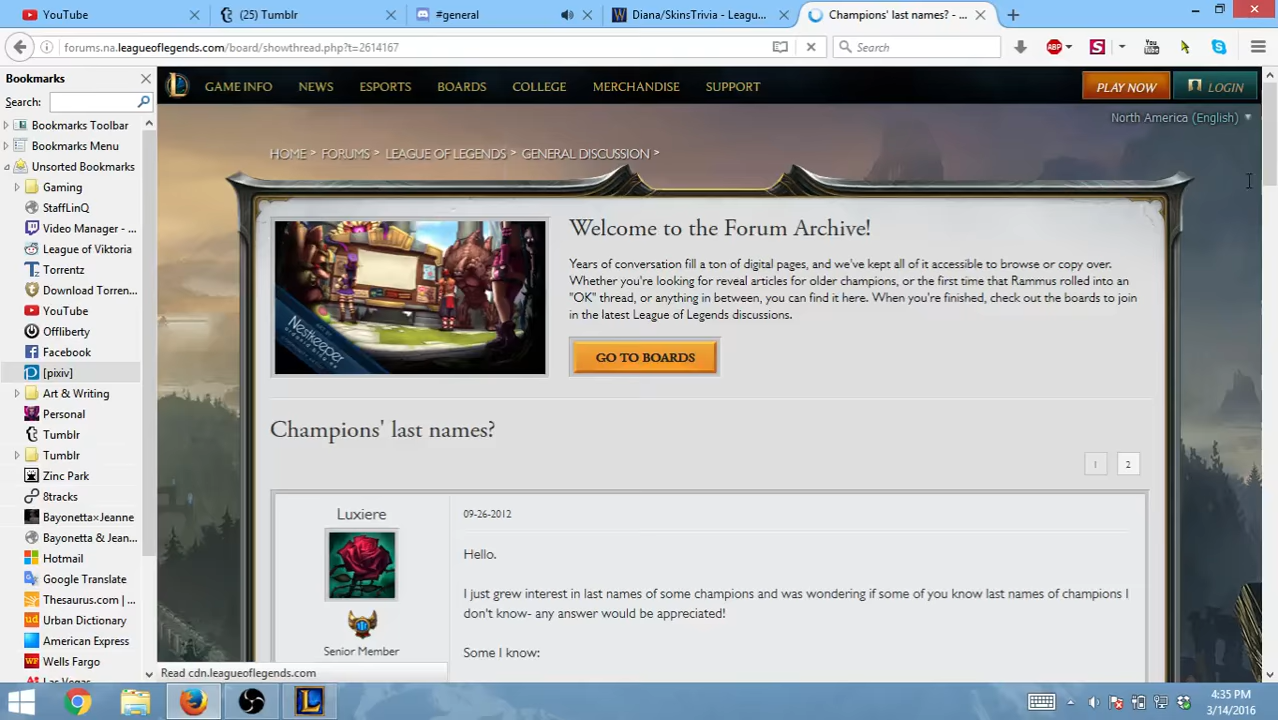 YouTube
(25) Tumblr
#general
Diana/SkinsTrivia - Leagu...
Champions' last names? - ...
forums.na.leagueoflegends.com/board/showthread.php?t=2614167
Search
ABP
S
You
Bookmarks
Search:
Bookmarks Toolbar
Bookmarks Menu
Unsorted Bookmarks
Gaming
StaffLinQ
Video Manager - ...
League of Viktoria
Torrentz
Download Torren...
YouTube
Offliberty
Facebook
[pixiv]
Art & Writing
Personal
Tumblr
Tumblr
Zinc Park
8tracks
Bayonetta×Jeanne
Bayonetta & Jean...
Hotmail
Google Translate
Thesaurus.com | ...
Urban Dictionary
American Express
Wells Fargo
Las Vegas
GAME INFO
NEWS
ESPORTS
BOARDS
COLLEGE
MERCHANDISE
SUPPORT
PLAY NOW
LOGIN
North America (English)
HOME > FORUMS > LEAGUE OF LEGENDS > GENERAL DISCUSSION >
Nestkeeper
Welcome to the Forum Archive!
Years of conversation fill a ton of digital pages, and we've kept all of it accessible to browse or copy over.
Whether you're looking for reveal articles for older champions, or the first time that Rammus rolled into an
"OK" thread, or anything in between, you can find it here. When you're finished, check out the boards to join
in the latest League of Legends discussions.
GO TO BOARDS
Champions' last names?
1
2
Luxiere
Senior Member
09-26-2012
Hello.
I just grew interest in last names of some champions and was wondering if some of you know last names of champions I
don't know- any answer would be appreciated!
Some I know:
Read cdn.leagueoflegends.com
4:35 PM
3/14/2016